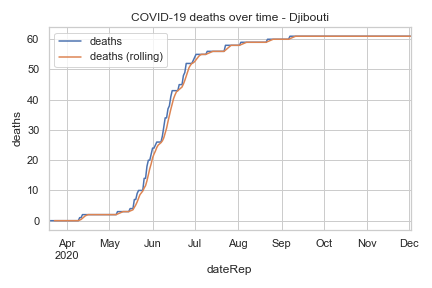 COVID-19 deaths over time - Djibouti
deaths
deaths (rolling)
60
50
40
30
20
10
0
deaths
Apr May Jun Jul Aug Sep Oct Nov Dec
2020
dateRep